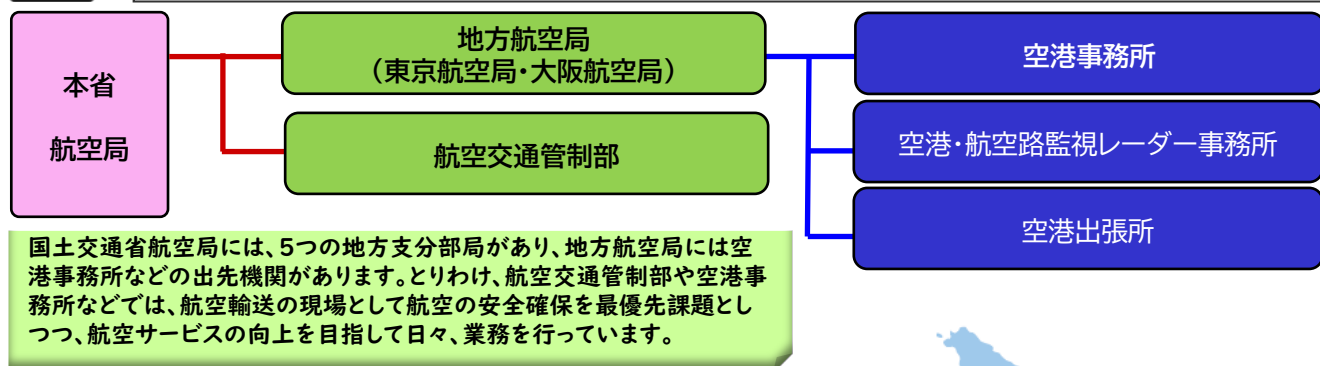 本省
航空局
地方航空局
（東京航空局・大阪航空局）
航空交通管制部
空港事務所
空港・航空路監視レーダー事務所
空港出張所
国土交通省航空局には、5つの地方支分部局があり、地方航空局には空
港事務所などの出先機関があります。とりわけ、航空交通管制部や空港事
務所などでは、航空輸送の現場として航空の安全確保を最優先課題とし
つつ、航空サービスの向上を目指して日々、業務を行っています。